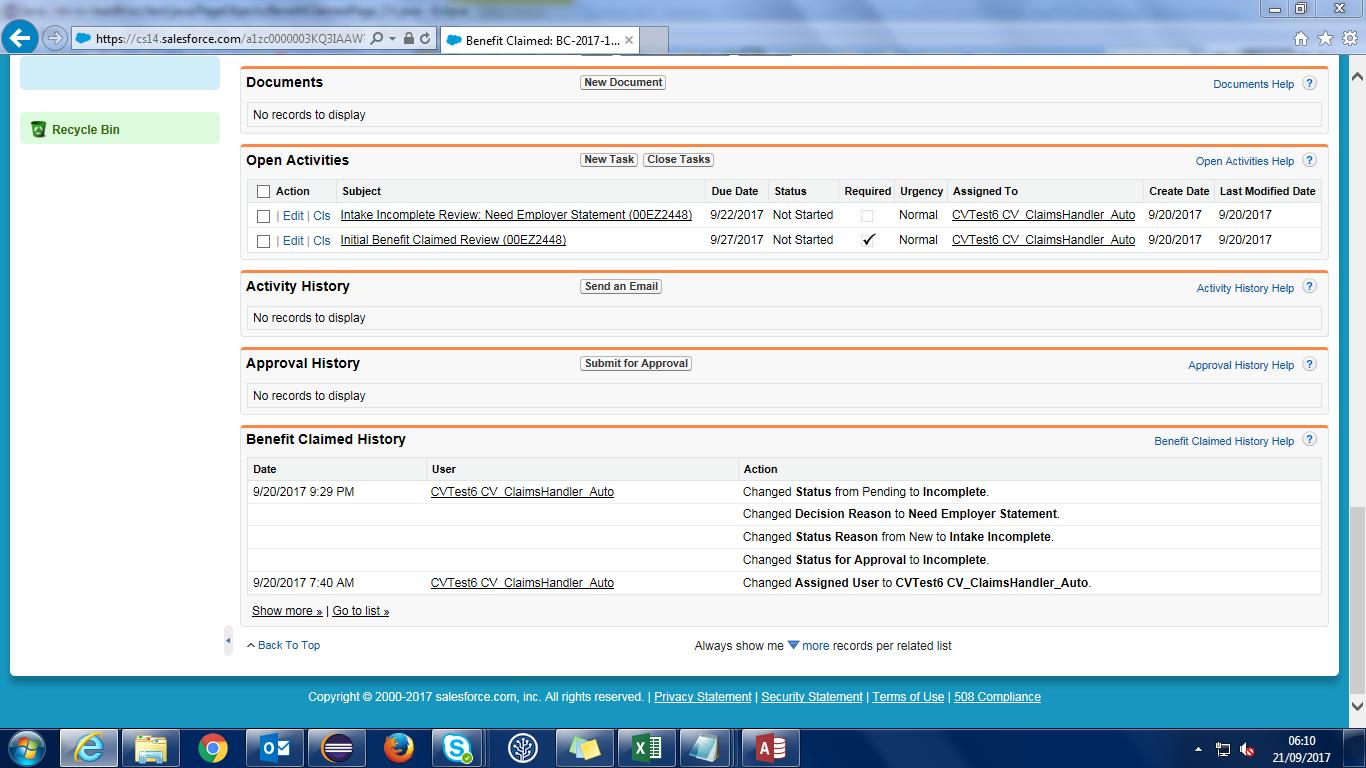 https://cs14.salesforce.com/a1zc0000003KQ3IAAW
Benefit Claimed: BC-2017-1...
Recycle Bin
Documents New Document Documents Help ?
No records to display
Open Activities New Task Close Tasks Open Activities Help ?
Action Subject Due Date Status Required Urgency Assigned To Create Date Last Modified Date
| Edit | Cls Intake Incomplete Review: Need Employer Statement (00EZ2448) 9/22/2017 Not Started Normal CVTest6 CV_ClaimsHandler_Auto 9/20/2017 9/20/2017
| Edit | Cls Initial Benefit Claimed Review (00EZ2448) 9/27/2017 Not Started Normal CVTest6 CV_ClaimsHandler_Auto 9/20/2017 9/20/2017
Activity History Send an Email Activity History Help ?
No records to display
Approval History Submit for Approval Approval History Help ?
No records to display
Benefit Claimed History Benefit Claimed History Help ?
Date User Action
9/20/2017 9:29 PM CVTest6 CV_ClaimsHandler_Auto Changed Status from Pending to Incomplete.
Changed Decision Reason to Need Employer Statement.
Changed Status Reason from New to Intake Incomplete.
Changed Status for Approval to Incomplete.
9/20/2017 7:40 AM CVTest6 CV_ClaimsHandler_Auto Changed Assigned User to CVTest6 CV_ClaimsHandler_Auto.
Show more » | Go to list »
Back To Top Always show me more records per related list
Copyright © 2000-2017 salesforce.com, inc. All rights reserved. | Privacy Statement | Security Statement | Terms of Use | 508 Compliance
06:10
21/09/2017